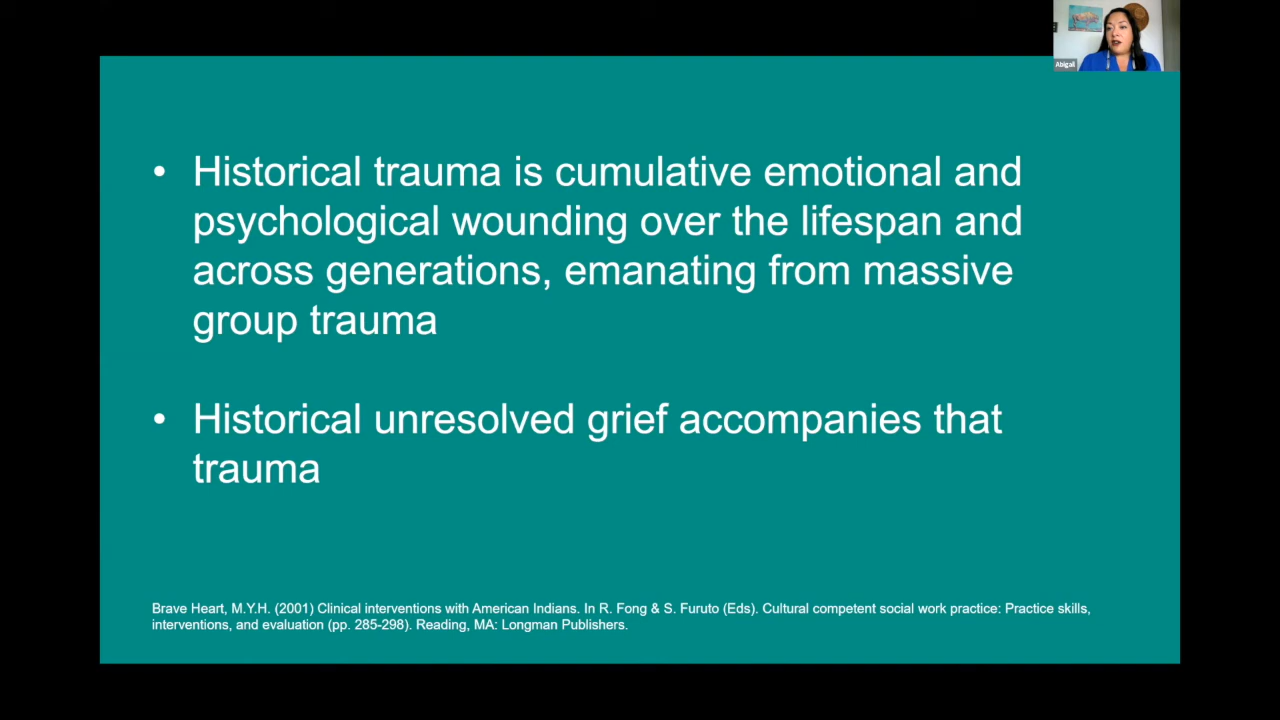 Abigail
• Historical trauma is cumulative emotional and
psychological wounding over the lifespan and
across generations, emanating from massive
group trauma
• Historical unresolved grief accompanies that
trauma
Brave Heart, M.Y.H. (2001) Clinical interventions with American Indians. In R. Fong & S. Furuto (Eds). Cultural competent social work practice: Practice skills,
interventions, and evaluation (pp. 285-298). Reading, MA: Longman Publishers.